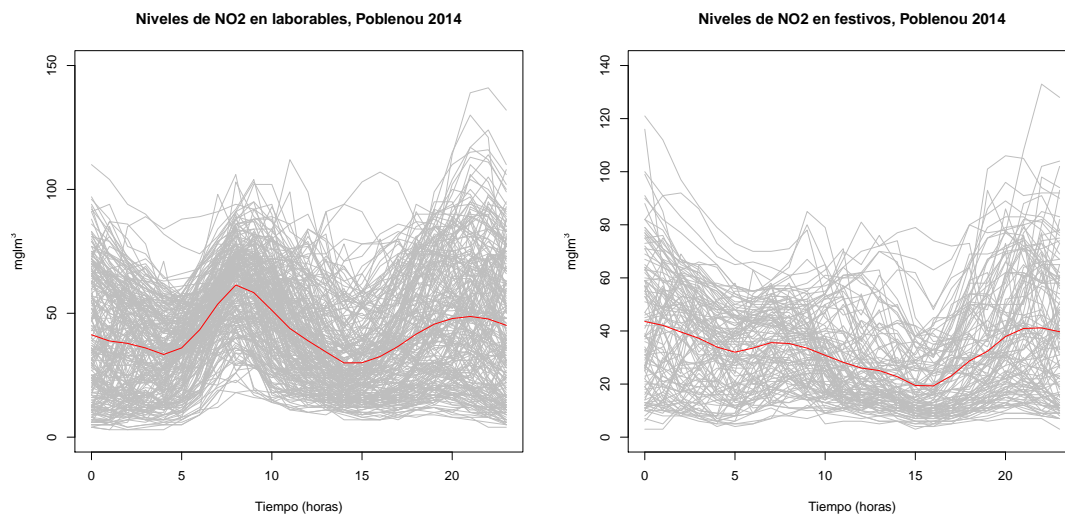 Niveles de NO2 en laborables, Poblenou 2014
mglm³
150
100
50
0
0 5 10 15 20
Tiempo (horas)
Niveles de NO2 en festivos, Poblenou 2014
mglm³
140
120
100
80
60
40
20
0
0 5 10 15 20
Tiempo (horas)